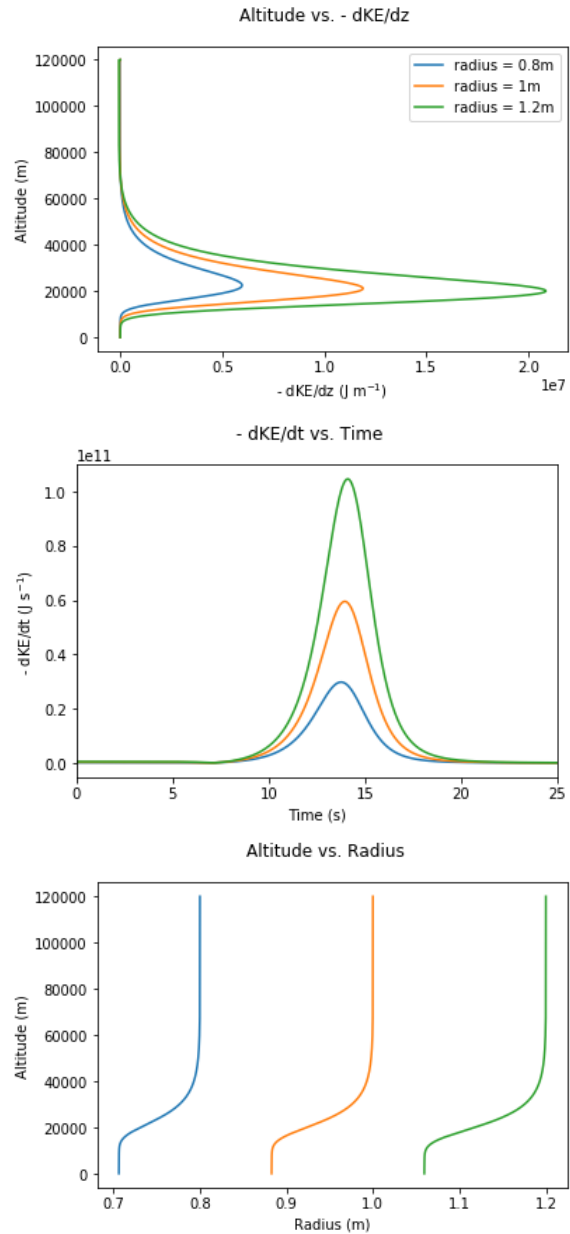 Altitude vs. - dKE/dz
120000
100000
80000
60000
40000
20000
0
Altitude (m)
radius = 0.8m
radius = 1m
radius = 1.2m
0.0 0.5 1.0 1.5 2.0
1e7
- dKE/dz (J m⁻¹)
- dKE/dt vs. Time
1e11
1.0
0.8
0.6
0.4
0.2
0.0
- dKE/dt (J s⁻¹)
0 5 10 15 20 25
Time (s)
Altitude vs. Radius
120000
100000
80000
60000
40000
20000
0
Altitude (m)
0.7 0.8 0.9 1.0 1.1 1.2
Radius (m)